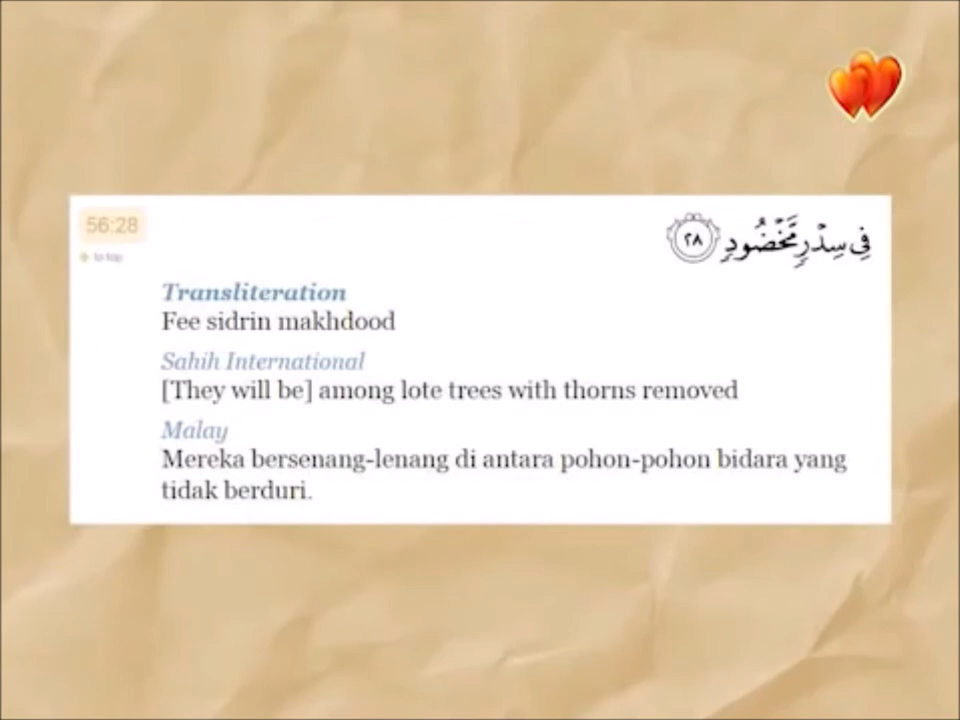 56:28
فِى سِدْرٍ مَّخْضُودٍ ٢٨
to top
Transliteration
Fee sidrin makhdood
Sahih International
[They will be] among lote trees with thorns removed
Malay
Mereka bersenang-lenang di antara pohon-pohon bidara yang
tidak berduri.